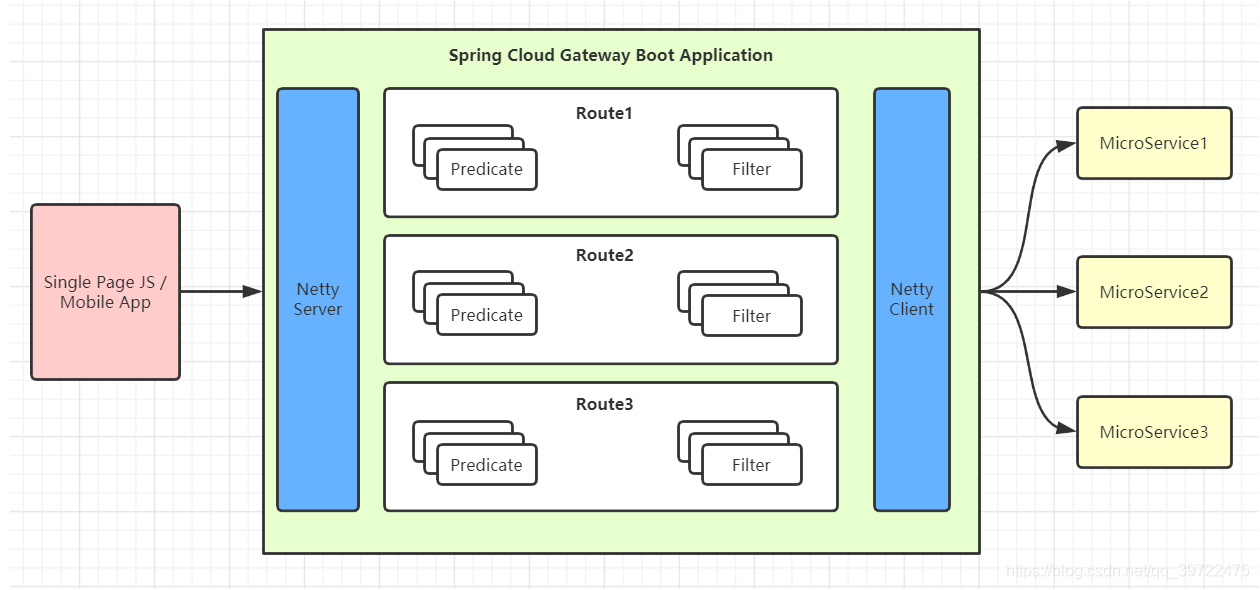 Spring Cloud Gateway Boot Application
Single Page JS /
Mobile App
Netty
Server
Route1
Predicate
Filter
Route2
Predicate
Filter
Route3
Predicate
Filter
Netty
Client
MicroService1
MicroService2
MicroService3
https://blog.csdn.net/qq_39722475